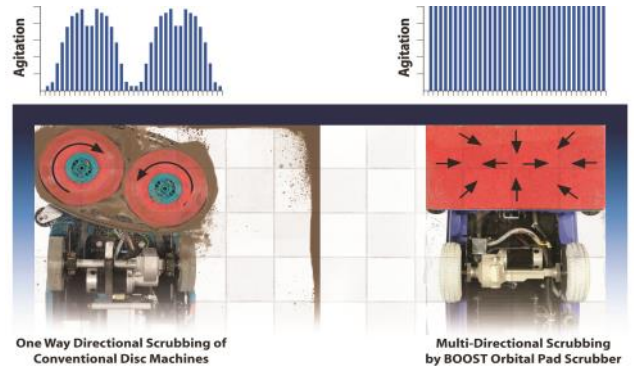 Agitation
Agitation
One Way Directional Scrubbing of
Conventional Disc Machines
Multi-Directional Scrubbing
by BOOST Orbital Pad Scrubber